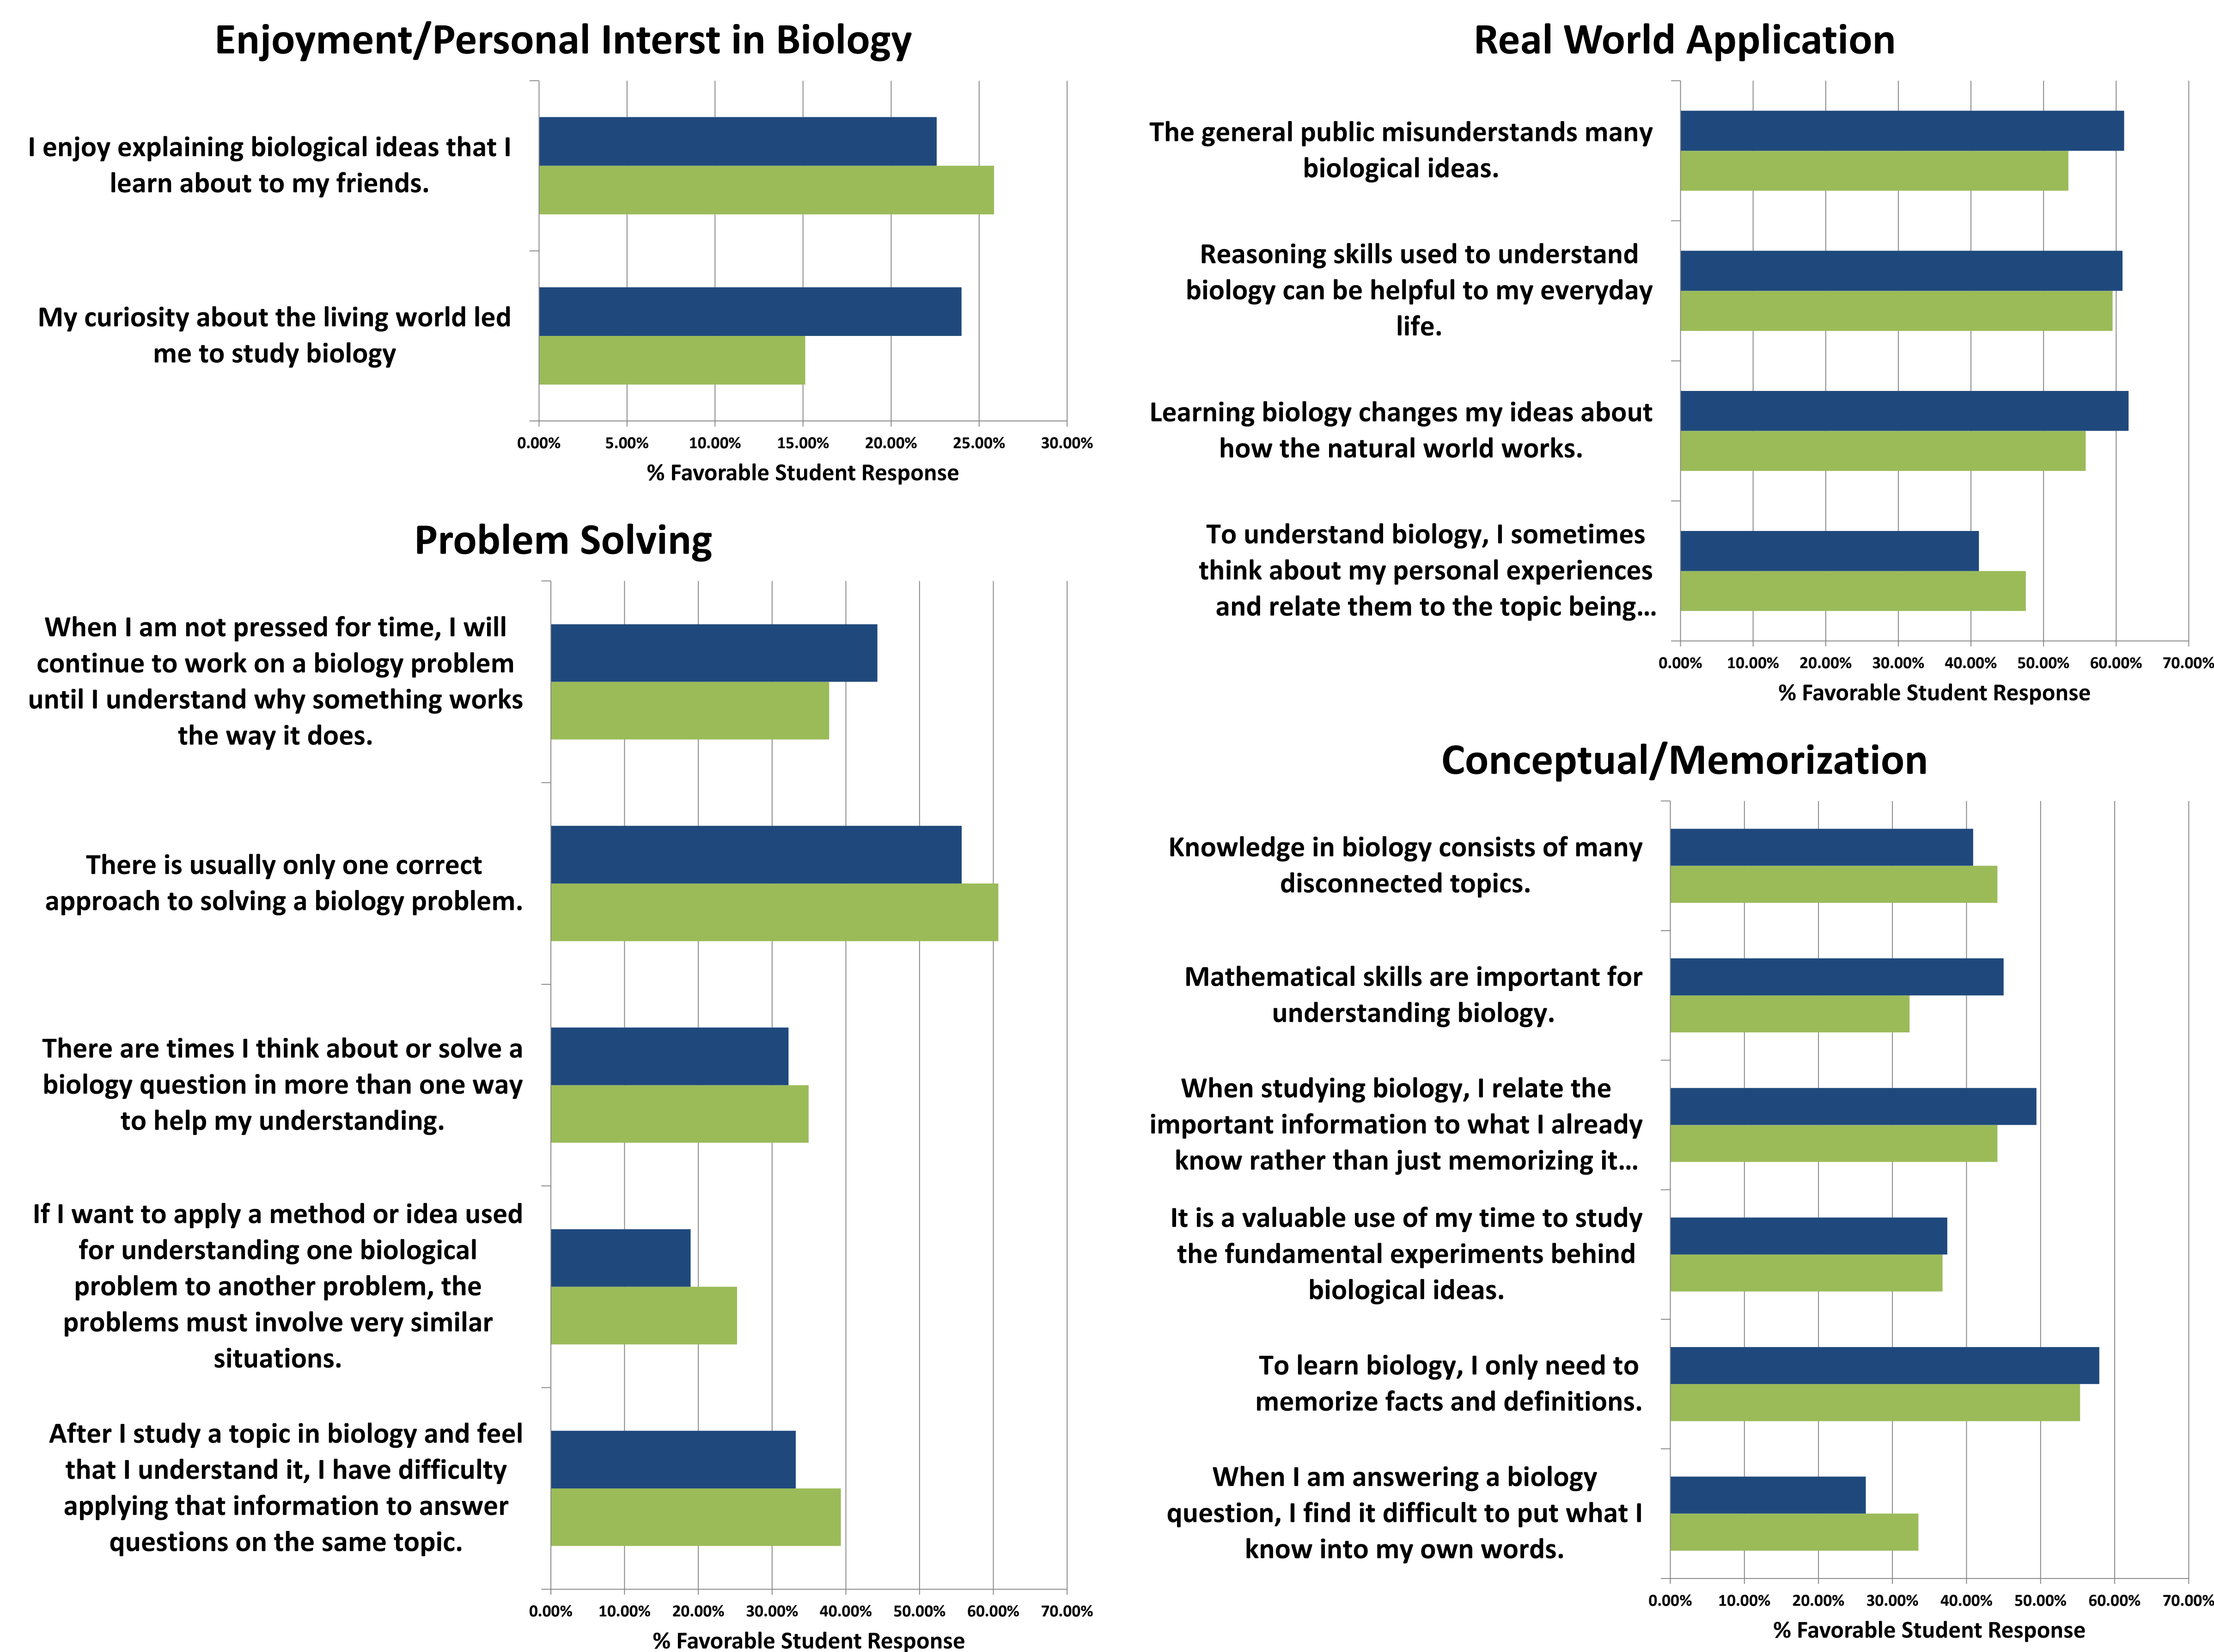 Enjoyment/Personal Interst in Biology
I enjoy explaining biological ideas that I
learn about to my friends.
My curiosity about the living world led
me to study biology
0.00% 5.00% 10.00% 15.00% 20.00% 25.00% 30.00%
% Favorable Student Response
Problem Solving
When I am not pressed for time, I will
continue to work on a biology problem
until I understand why something works
the way it does.
There is usually only one correct
approach to solving a biology problem.
There are times I think about or solve a
biology question in more than one way
to help my understanding.
If I want to apply a method or idea used
for understanding one biological
problem to another problem, the
problems must involve very similar
situations.
After I study a topic in biology and feel
that I understand it, I have difficulty
applying that information to answer
questions on the same topic.
0.00% 10.00% 20.00% 30.00% 40.00% 50.00% 60.00% 70.00%
% Favorable Student Response
Real World Application
The general public misunderstands many
biological ideas.
Reasoning skills used to understand
biology can be helpful to my everyday
life.
Learning biology changes my ideas about
how the natural world works.
To understand biology, I sometimes
think about my personal experiences
and relate them to the topic being…
0.00% 10.00% 20.00% 30.00% 40.00% 50.00% 60.00% 70.00%
% Favorable Student Response
Conceptual/Memorization
Knowledge in biology consists of many
disconnected topics.
Mathematical skills are important for
understanding biology.
When studying biology, I relate the
important information to what I already
know rather than just memorizing it…
It is a valuable use of my time to study
the fundamental experiments behind
biological ideas.
To learn biology, I only need to
memorize facts and definitions.
When I am answering a biology
question, I find it difficult to put what I
know into my own words.
0.00% 10.00% 20.00% 30.00% 40.00% 50.00% 60.00% 70.00%
% Favorable Student Response